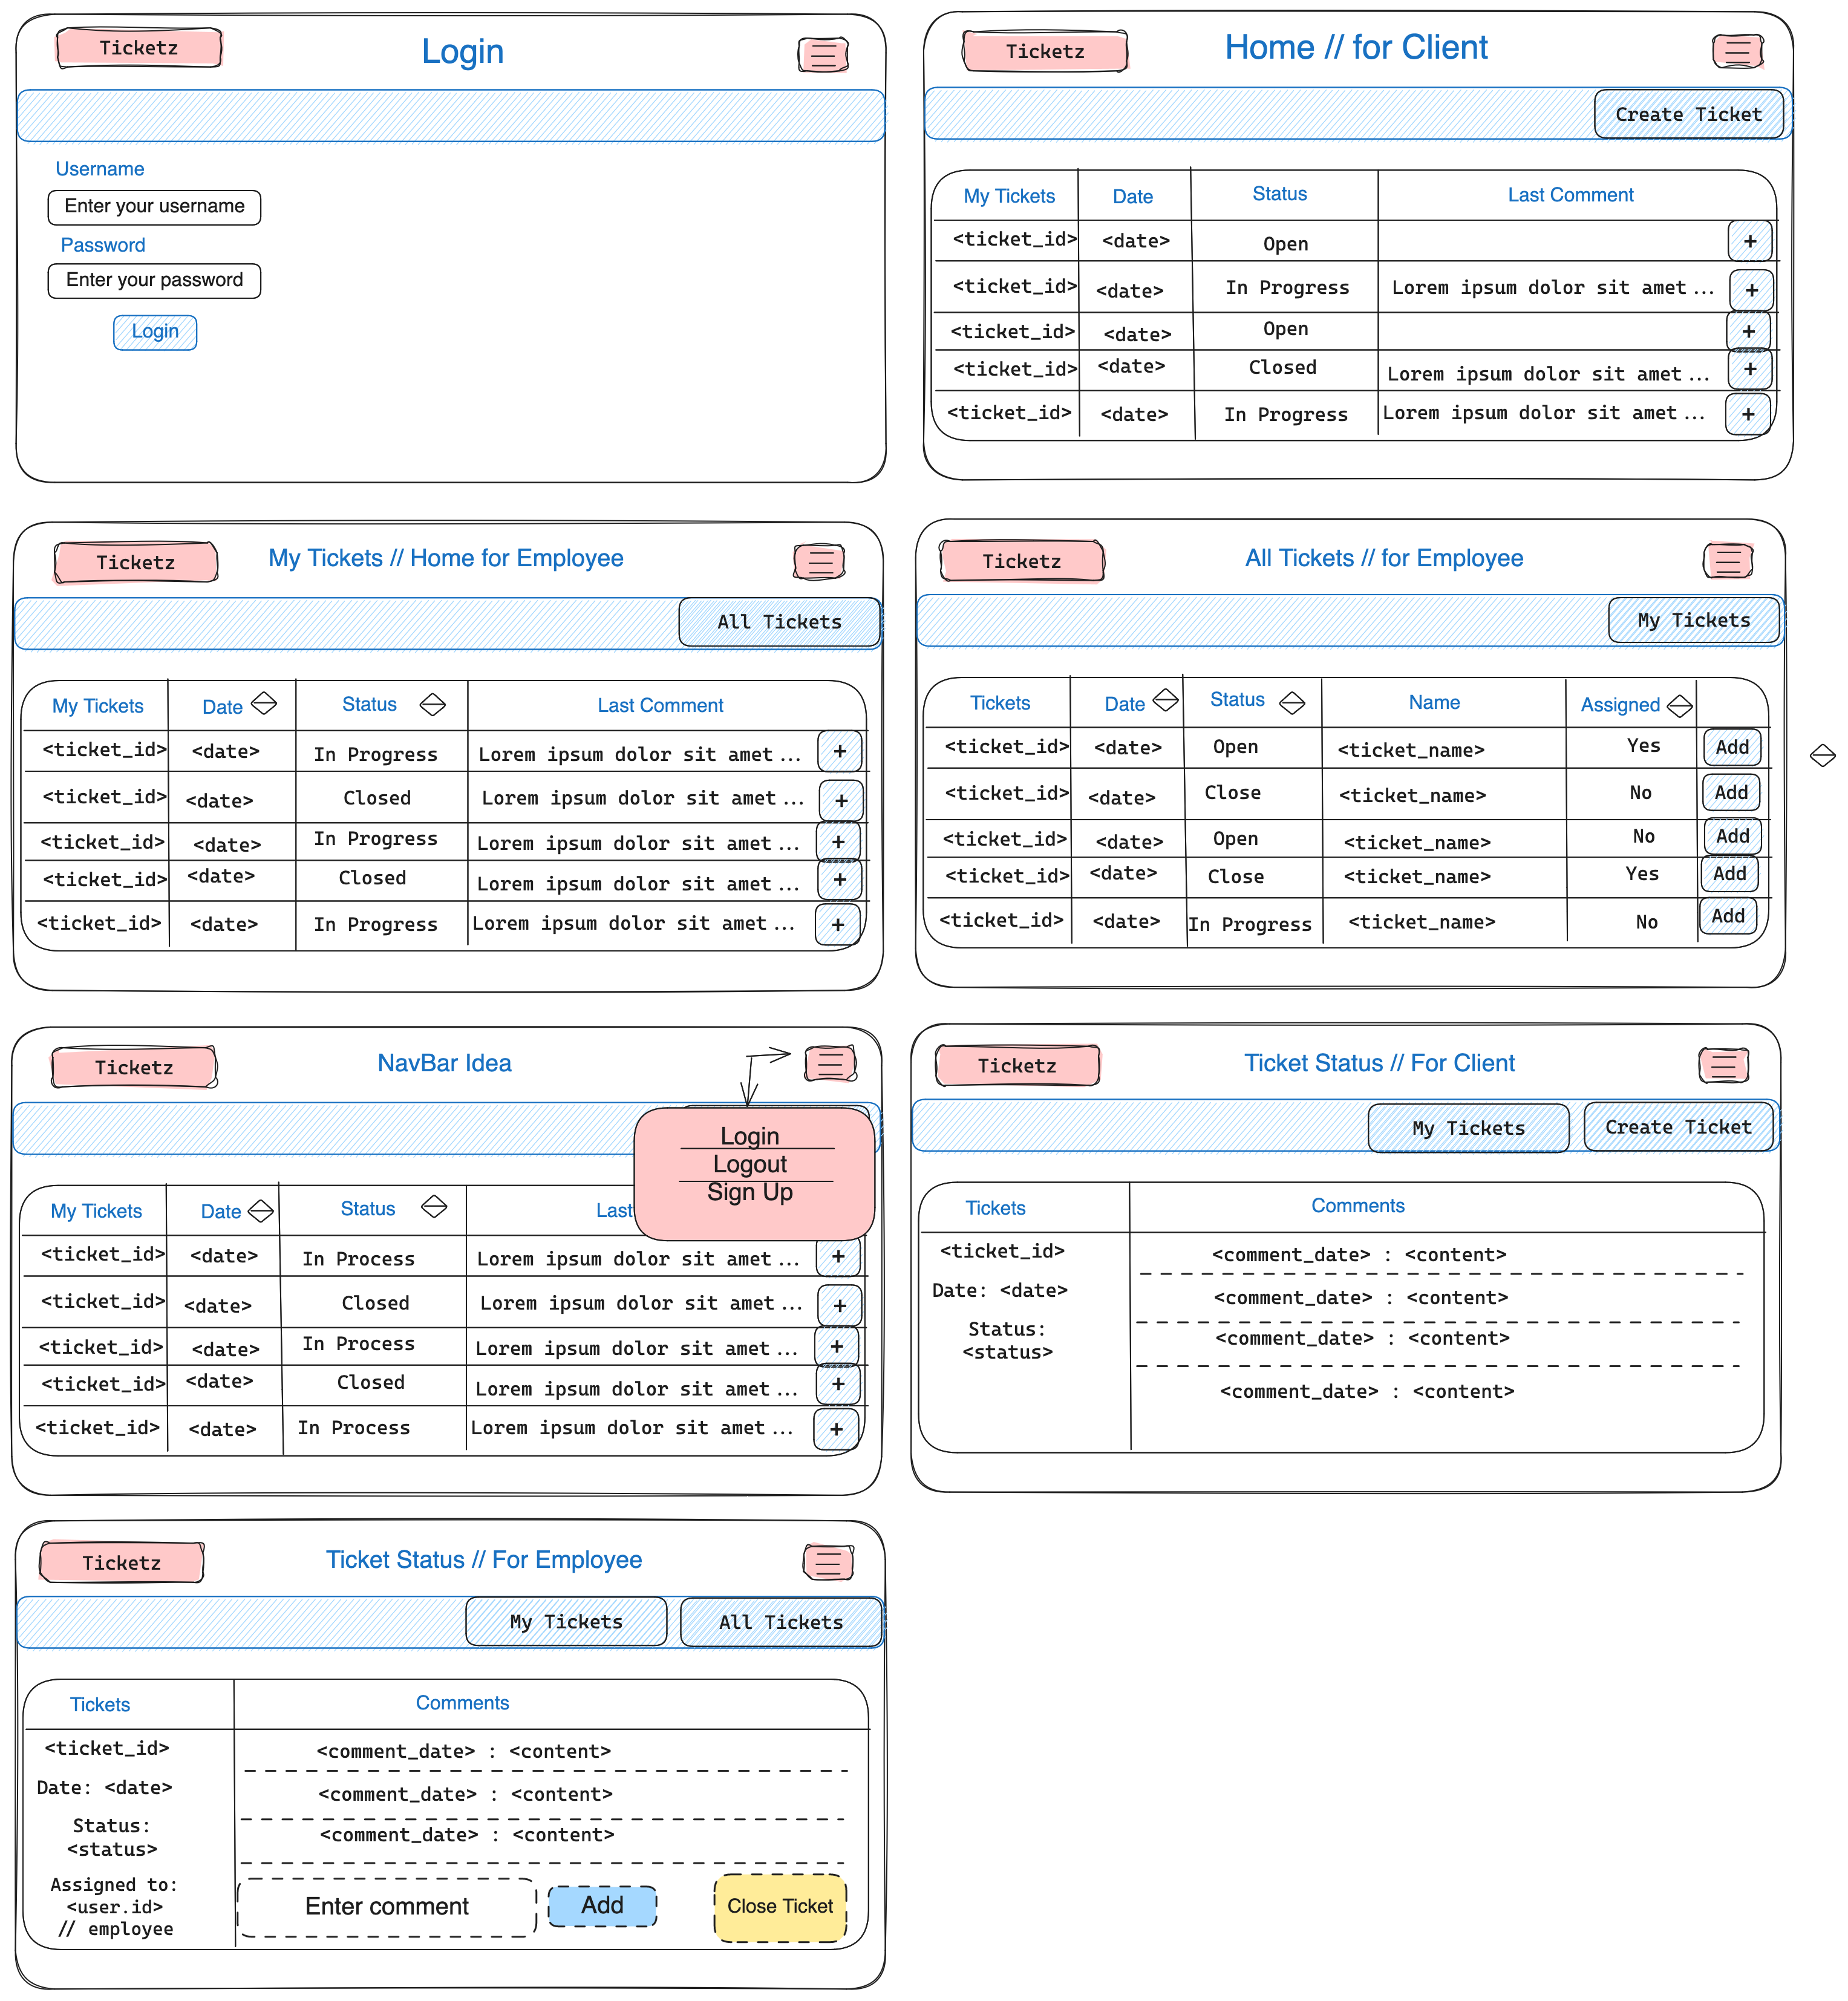 Ticketz
Login
Username
Enter your username
Password
Enter your password
Login
Ticketz
Home // for Client
Create Ticket
My Tickets Date Status Last Comment
<ticket_id> <date> Open +
<ticket_id> <date> In Progress Lorem ipsum dolor sit amet... +
<ticket_id> <date> Open +
<ticket_id> <date> Closed Lorem ipsum dolor sit amet... +
<ticket_id> <date> In Progress Lorem ipsum dolor sit amet... +
Ticketz
My Tickets // Home for Employee
All Tickets
My Tickets Date Status Last Comment
<ticket_id> <date> In Progress Lorem ipsum dolor sit amet... +
<ticket_id> <date> Closed Lorem ipsum dolor sit amet... +
<ticket_id> <date> In Progress Lorem ipsum dolor sit amet... +
<ticket_id> <date> Closed Lorem ipsum dolor sit amet... +
<ticket_id> <date> In Progress Lorem ipsum dolor sit amet... +
Ticketz
All Tickets // for Employee
My Tickets
Tickets Date Status Name Assigned
<ticket_id> <date> Open <ticket_name> Yes Add
<ticket_id> <date> Close <ticket_name> No Add
<ticket_id> <date> Open <ticket_name> No Add
<ticket_id> <date> Close <ticket_name> Yes Add
<ticket_id> <date> In Progress <ticket_name> No Add
Ticketz
NavBar Idea
Login
Logout
Sign Up
My Tickets Date Status Last
<ticket_id> <date> In Process Lorem ipsum dolor sit amet... +
<ticket_id> <date> Closed Lorem ipsum dolor sit amet... +
<ticket_id> <date> In Process Lorem ipsum dolor sit amet... +
<ticket_id> <date> Closed Lorem ipsum dolor sit amet... +
<ticket_id> <date> In Process Lorem ipsum dolor sit amet... +
Ticketz
Ticket Status // For Client
My Tickets
Create Ticket
Tickets
<ticket_id>
Date: <date>
Status:
<status>
Comments
<comment_date> : <content>
<comment_date> : <content>
<comment_date> : <content>
<comment_date> : <content>
Ticketz
Ticket Status // For Employee
My Tickets
All Tickets
Tickets
<ticket_id>
Date: <date>
Status:
<status>
Assigned to:
<user.id>
// employee
Comments
<comment_date> : <content>
<comment_date> : <content>
<comment_date> : <content>
Enter comment
Add
Close Ticket